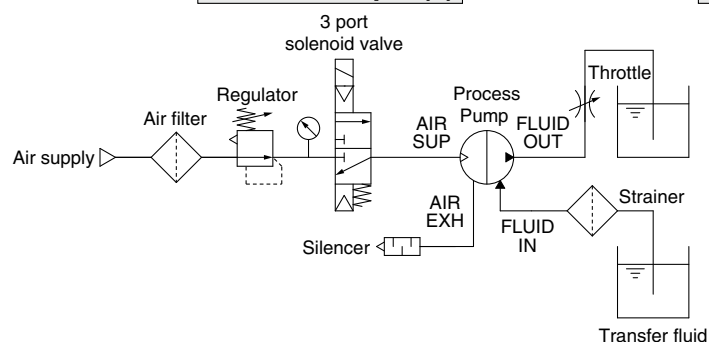 3 port
solenoid valve
Regulator
Air filter
Air supply
Process
Pump
Throttle
AIR
SUP
FLUID
OUT
AIR
EXH
FLUID
IN
Strainer
Silencer
Transfer fluid